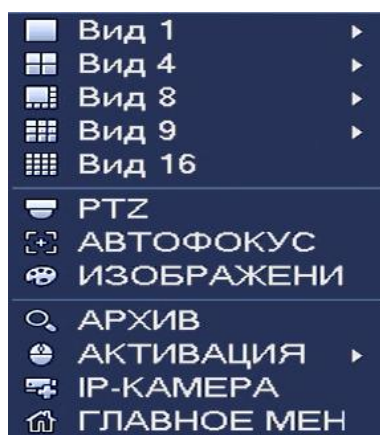 Вид 1
Вид 4
Вид 8
Вид 9
Вид 16
PTZ
АВТОФОКУС
ИЗОБРАЖЕНИ
АРХИВ
АКТИВАЦИЯ
IP-КАМЕРА
ГЛАВНОЕ МЕН